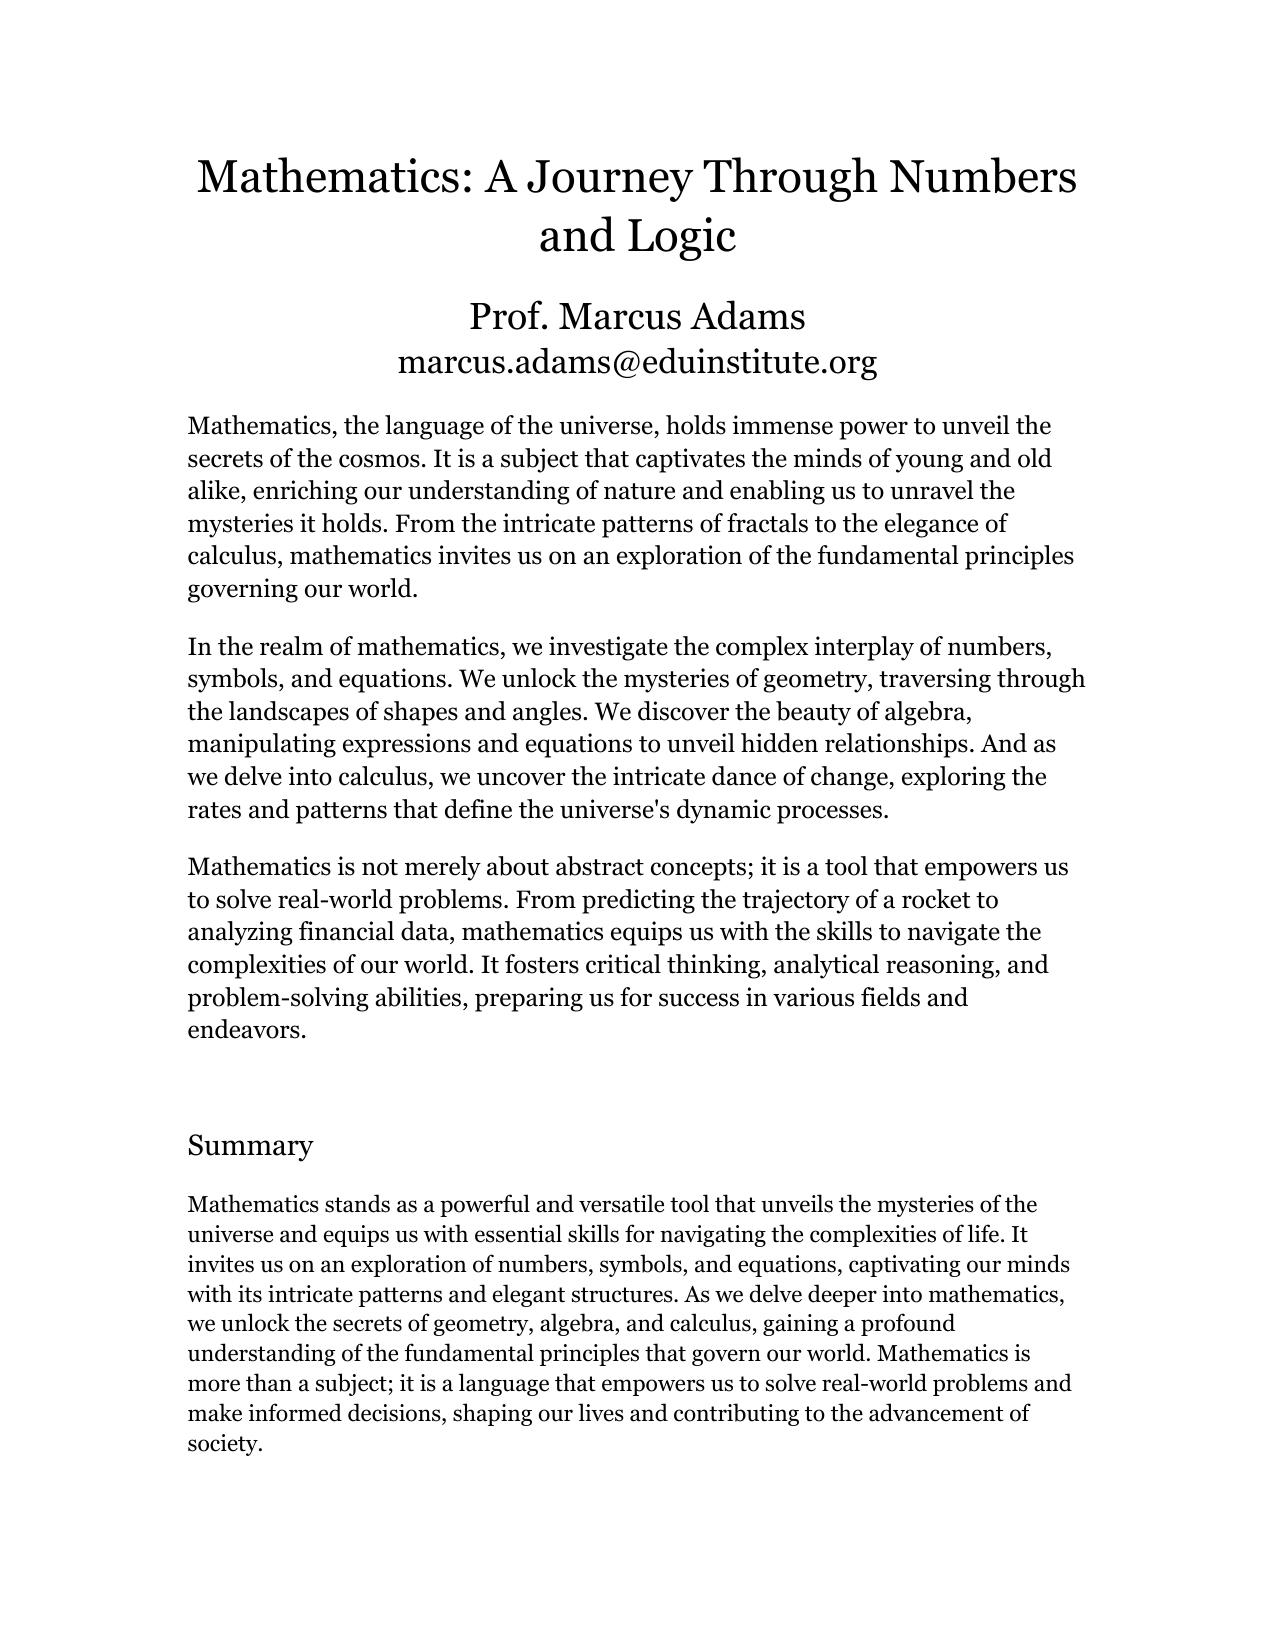 Mathematics: A Journey Through Numbers
and Logic
Prof. Marcus Adams
marcus.adams@eduinstitute.org
Mathematics, the language of the universe, holds immense power to unveil the
secrets of the cosmos. It is a subject that captivates the minds of young and old
alike, enriching our understanding of nature and enabling us to unravel the
mysteries it holds. From the intricate patterns of fractals to the elegance of
calculus, mathematics invites us on an exploration of the fundamental principles
governing our world.
In the realm of mathematics, we investigate the complex interplay of numbers,
symbols, and equations. We unlock the mysteries of geometry, traversing through
the landscapes of shapes and angles. We discover the beauty of algebra,
manipulating expressions and equations to unveil hidden relationships. And as
we delve into calculus, we uncover the intricate dance of change, exploring the
rates and patterns that define the universe's dynamic processes.
Mathematics is not merely about abstract concepts; it is a tool that empowers us
to solve real-world problems. From predicting the trajectory of a rocket to
analyzing financial data, mathematics equips us with the skills to navigate the
complexities of our world. It fosters critical thinking, analytical reasoning, and
problem-solving abilities, preparing us for success in various fields and
endeavors.
Summary
Mathematics stands as a powerful and versatile tool that unveils the mysteries of the
universe and equips us with essential skills for navigating the complexities of life. It
invites us on an exploration of numbers, symbols, and equations, captivating our minds
with its intricate patterns and elegant structures. As we delve deeper into mathematics,
we unlock the secrets of geometry, algebra, and calculus, gaining a profound
understanding of the fundamental principles that govern our world. Mathematics is
more than a subject; it is a language that empowers us to solve real-world problems and
make informed decisions, shaping our lives and contributing to the advancement of
society.